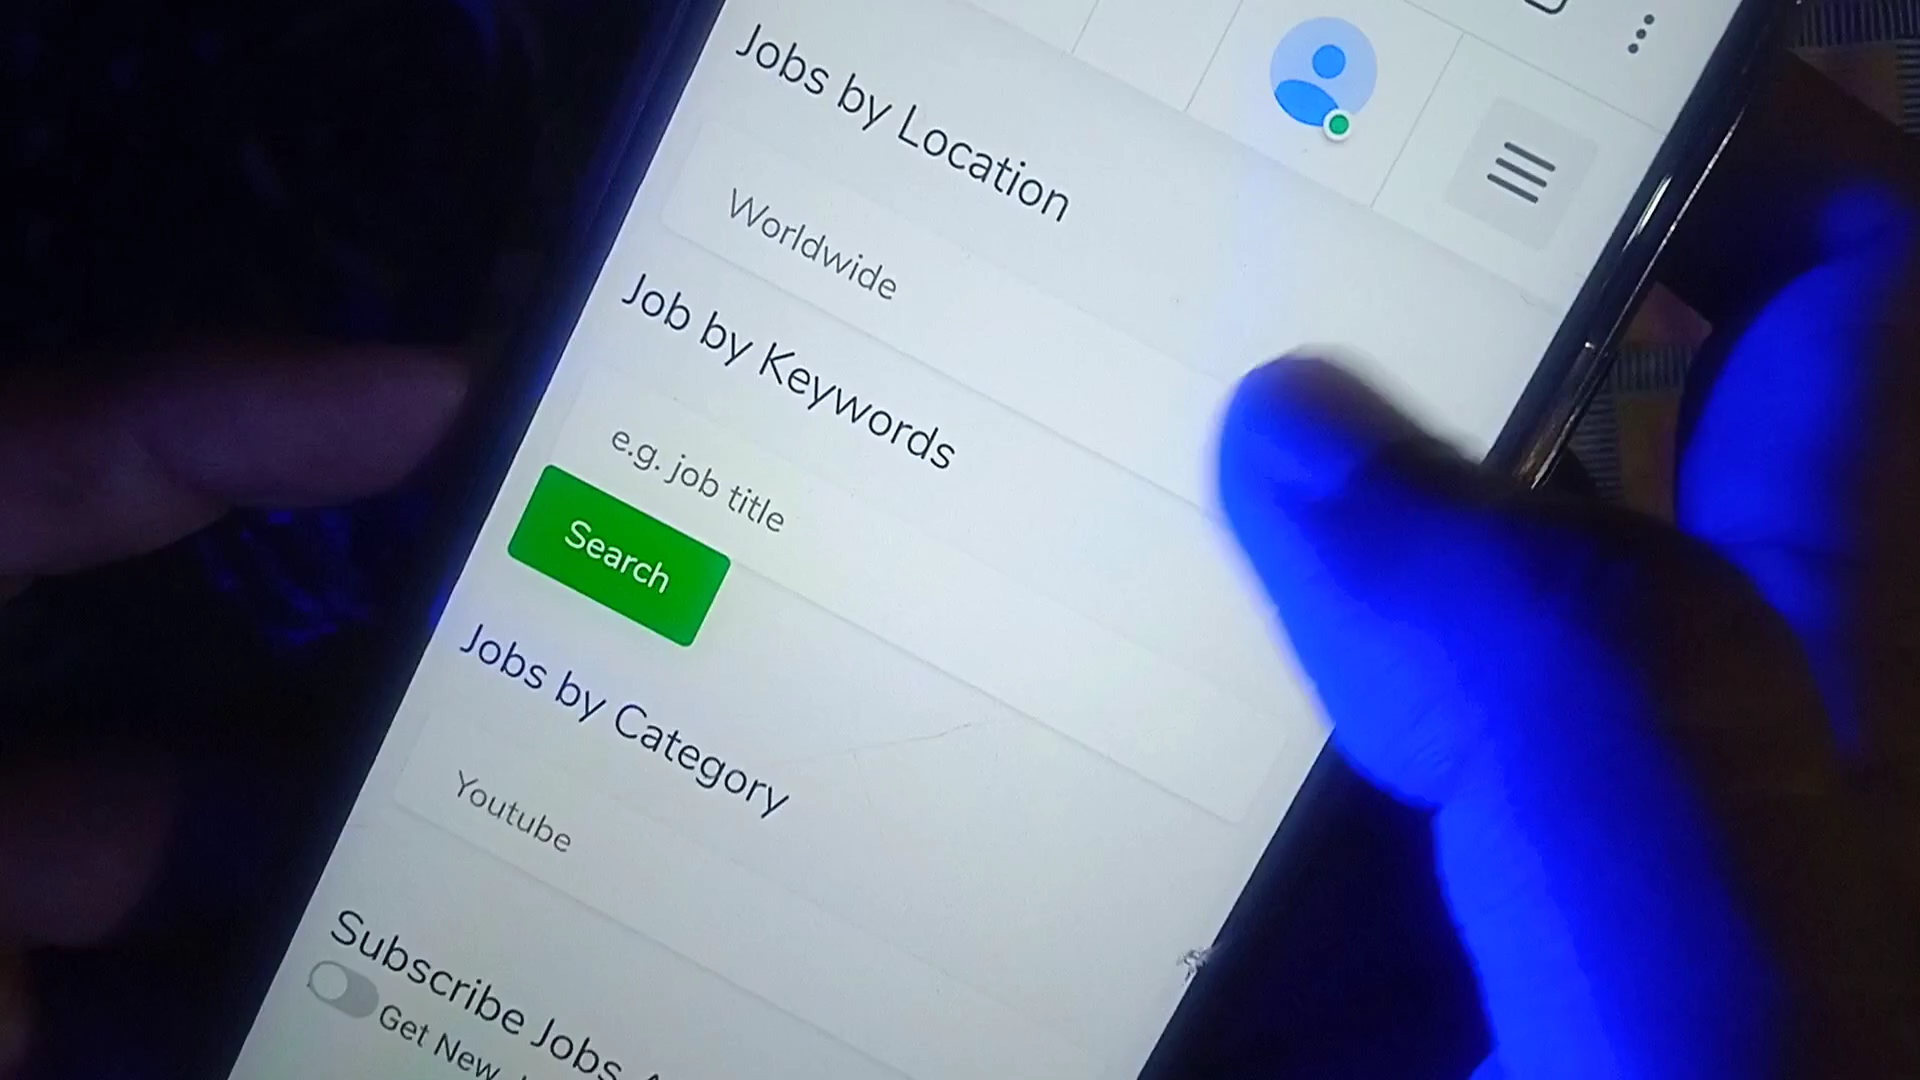 Jobs by Location
Worldwide
Job by Keywords
e.g. job title
Search
Jobs by Category
Youtube
Subscribe Jobs
Get New